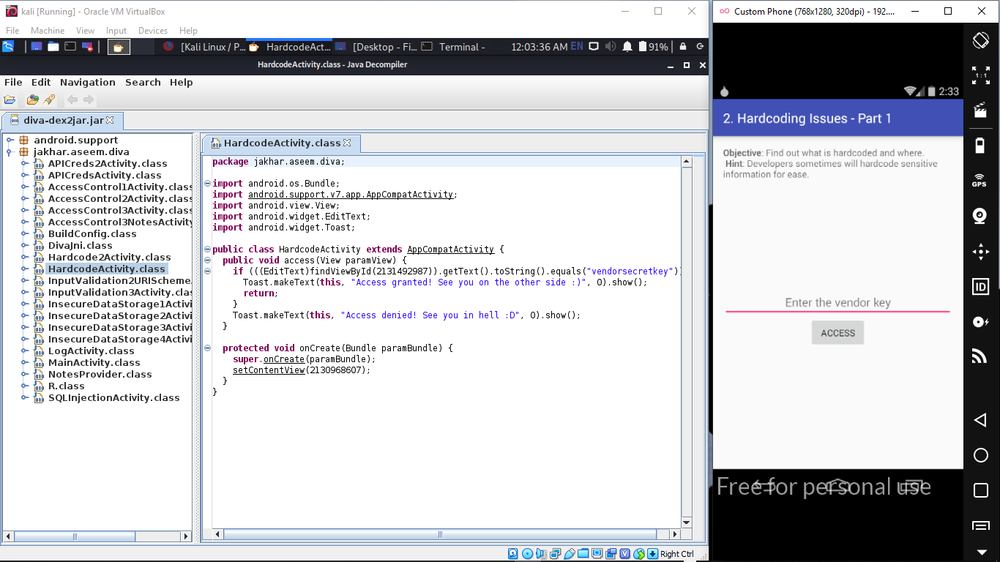 kali [Running] - Oracle VM VirtualBox
File Machine View Input Devices Help
[Kali Linux / P... HardcodeAct... [Desktop - Fi... Terminal - 12:03:36 AM EN 91%
HardcodeActivity.class - Java Decompiler
File Edit Navigation Search Help
diva-dex2jar.jar
android.support
jakhar.aseem.diva
APICreds2Activity.class
APICredsActivity.class
AccessControl1Activity.class
AccessControl2Activity.class
AccessControl3Activity.class
AccessControl3NotesActivity
BuildConfig.class
DivaJni.class
Hardcode2Activity.class
HardcodeActivity.class
InputValidation2URIScheme
InputValidation3Activity.clas
InsecureDataStorage1Activi
InsecureDataStorage2Activi
InsecureDataStorage3Activi
InsecureDataStorage4Activi
LogActivity.class
MainActivity.class
NotesProvider.class
R.class
SQLInjectionActivity.class
HardcodeActivity.class
package jakhar.aseem.diva;
import android.os.Bundle;
import android.support.v7.app.AppCompatActivity;
import android.view.View;
import android.widget.EditText;
import android.widget.Toast;
public class HardcodeActivity extends AppCompatActivity {
public void access(View paramView) {
if (((EditText)findViewById(2131492987)).getText().toString().equals("vendorsecretkey"))
Toast.makeText(this, "Access granted! See you on the other side :)", 0).show();
return;
}
Toast.makeText(this, "Access denied! See you in hell :D", 0).show();
}
protected void onCreate(Bundle paramBundle) {
super.onCreate(paramBundle);
setContentView(2130968607);
}
}
Right Ctrl
Custom Phone (768x1280, 320dpi) - 192....
2:33
2. Hardcoding Issues - Part 1
Objective: Find out what is hardcoded and where.
Hint: Developers sometimes will hardcode sensitive
information for ease.
Enter the vendor key
ACCESS
Free for personal use
1:1
GPS
ID